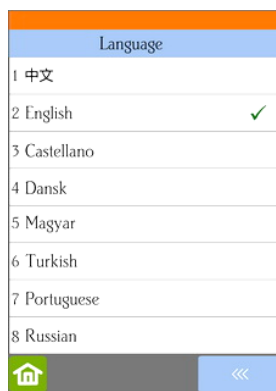 Language
1 中文
2 English
3 Castellano
4 Dansk
5 Magyar
6 Turkish
7 Portuguese
8 Russian